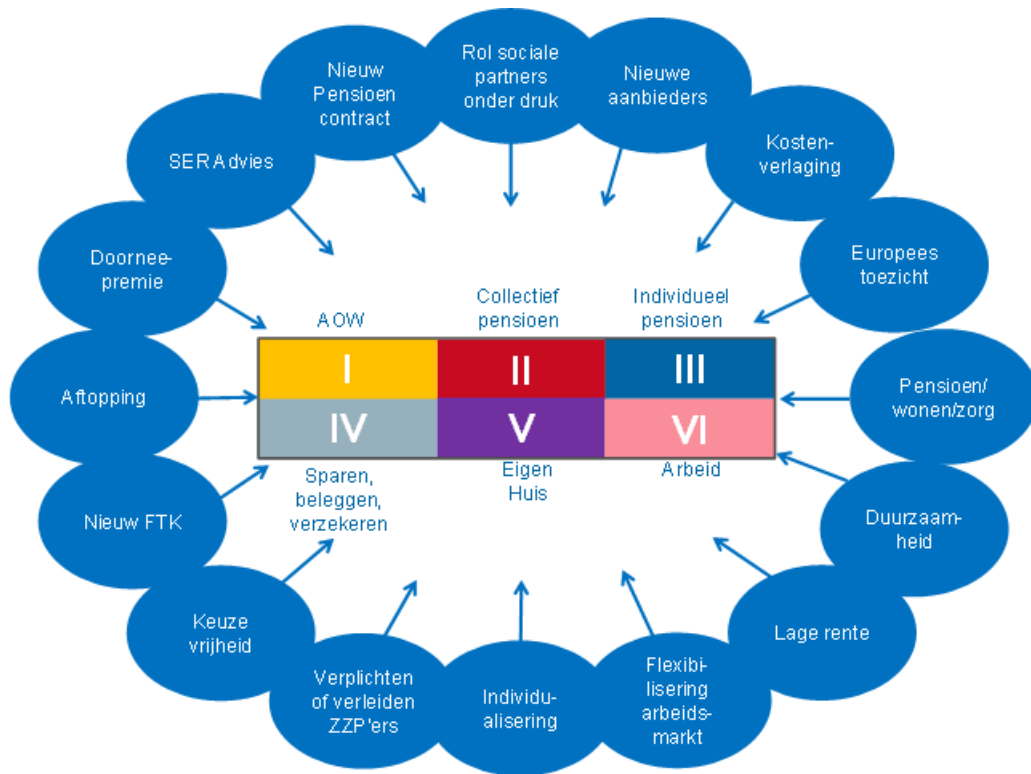 Rol sociale
partners
onder druk
Nieuw
Pensioen
contract
Nieuwe
aanbieders
SER Advies
Kosten-
verlaging
Doornee-
premie
Europees
toezicht
AOW
Collectief
pensioen
Individueel
pensioen
I
II
III
Aftopping
Pensioen/
wonen/zorg
IV
V
VI
Sparen,
beleggen,
verzekeren
Eigen
Huis
Arbeid
Nieuw FTK
Duurzaam-
heid
Keuze
vrijheid
Lage rente
Verplichten
of verleiden
ZZP'ers
Individu-
alisering
Flexibi-
lisering
arbeids-
markt